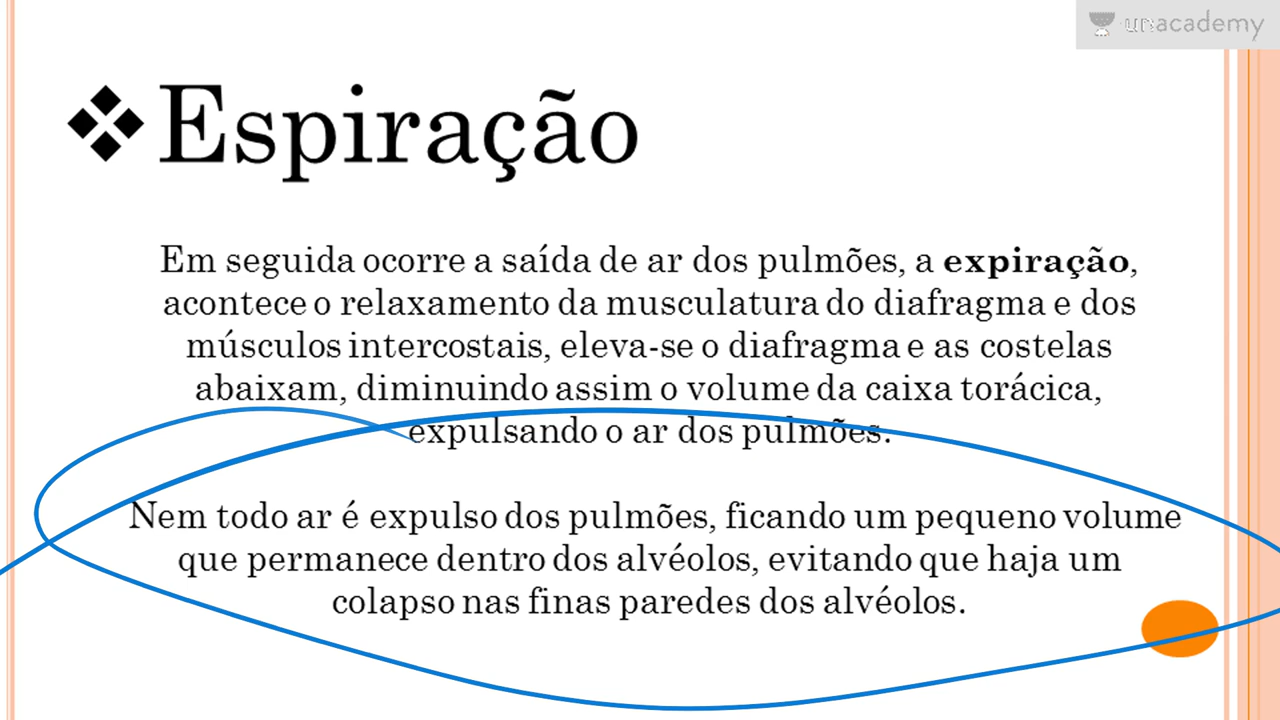 unacademy
Espiração
Em seguida ocorre a saída de ar dos pulmões, a expiração,
acontece o relaxamento da musculatura do diafragma e dos
músculos intercostais, eleva-se o diafragma e as costelas
abaixam, diminuindo assim o volume da caixa torácica,
expulsando o ar dos pulmões.
Nem todo ar é expulso dos pulmões, ficando um pequeno volume
que permanece dentro dos alvéolos, evitando que haja um
colapso nas finas paredes dos alvéolos.